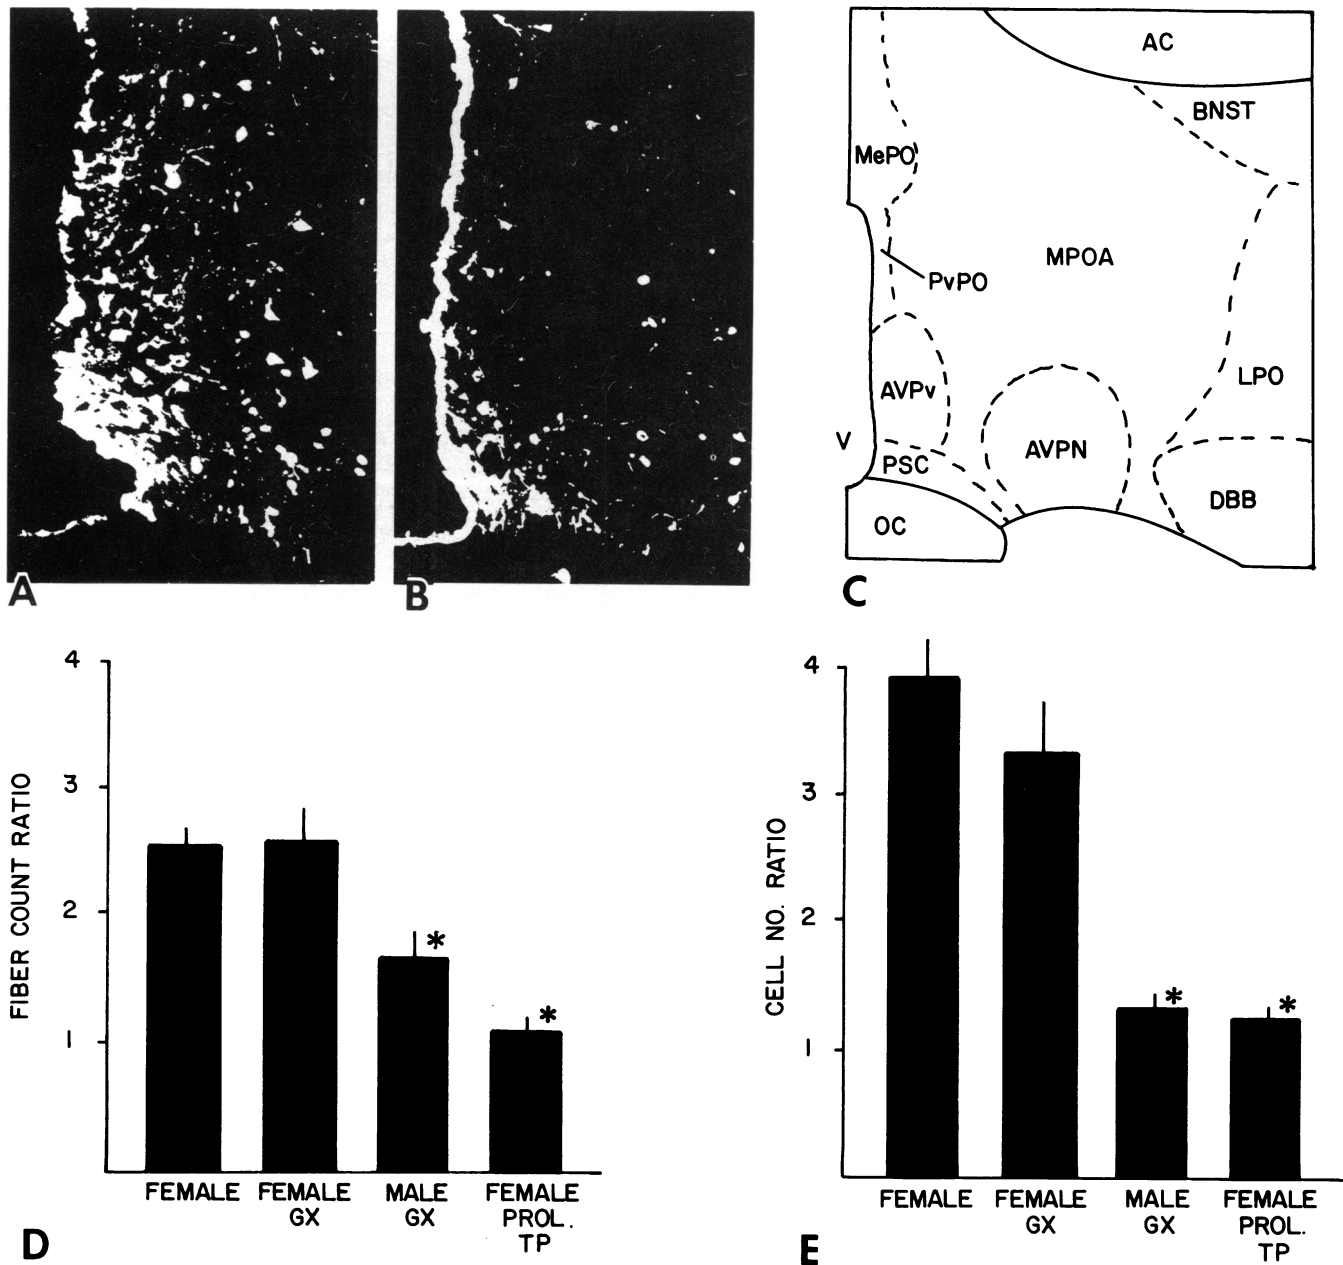 A
B
AC
BNST
MePO
MPOA
PvPO
AVPv
LPO
V
PSC
AVPN
DBB
OC
C
4
3
2
1
FIBER COUNT RATIO
*
*
FEMALE
FEMALE
GX
MALE
GX
FEMALE
PROL.
TP
D
4
3
2
1
CELL NO. RATIO
*
*
FEMALE
FEMALE
GX
MALE
GX
FEMALE
PROL.
TP
E